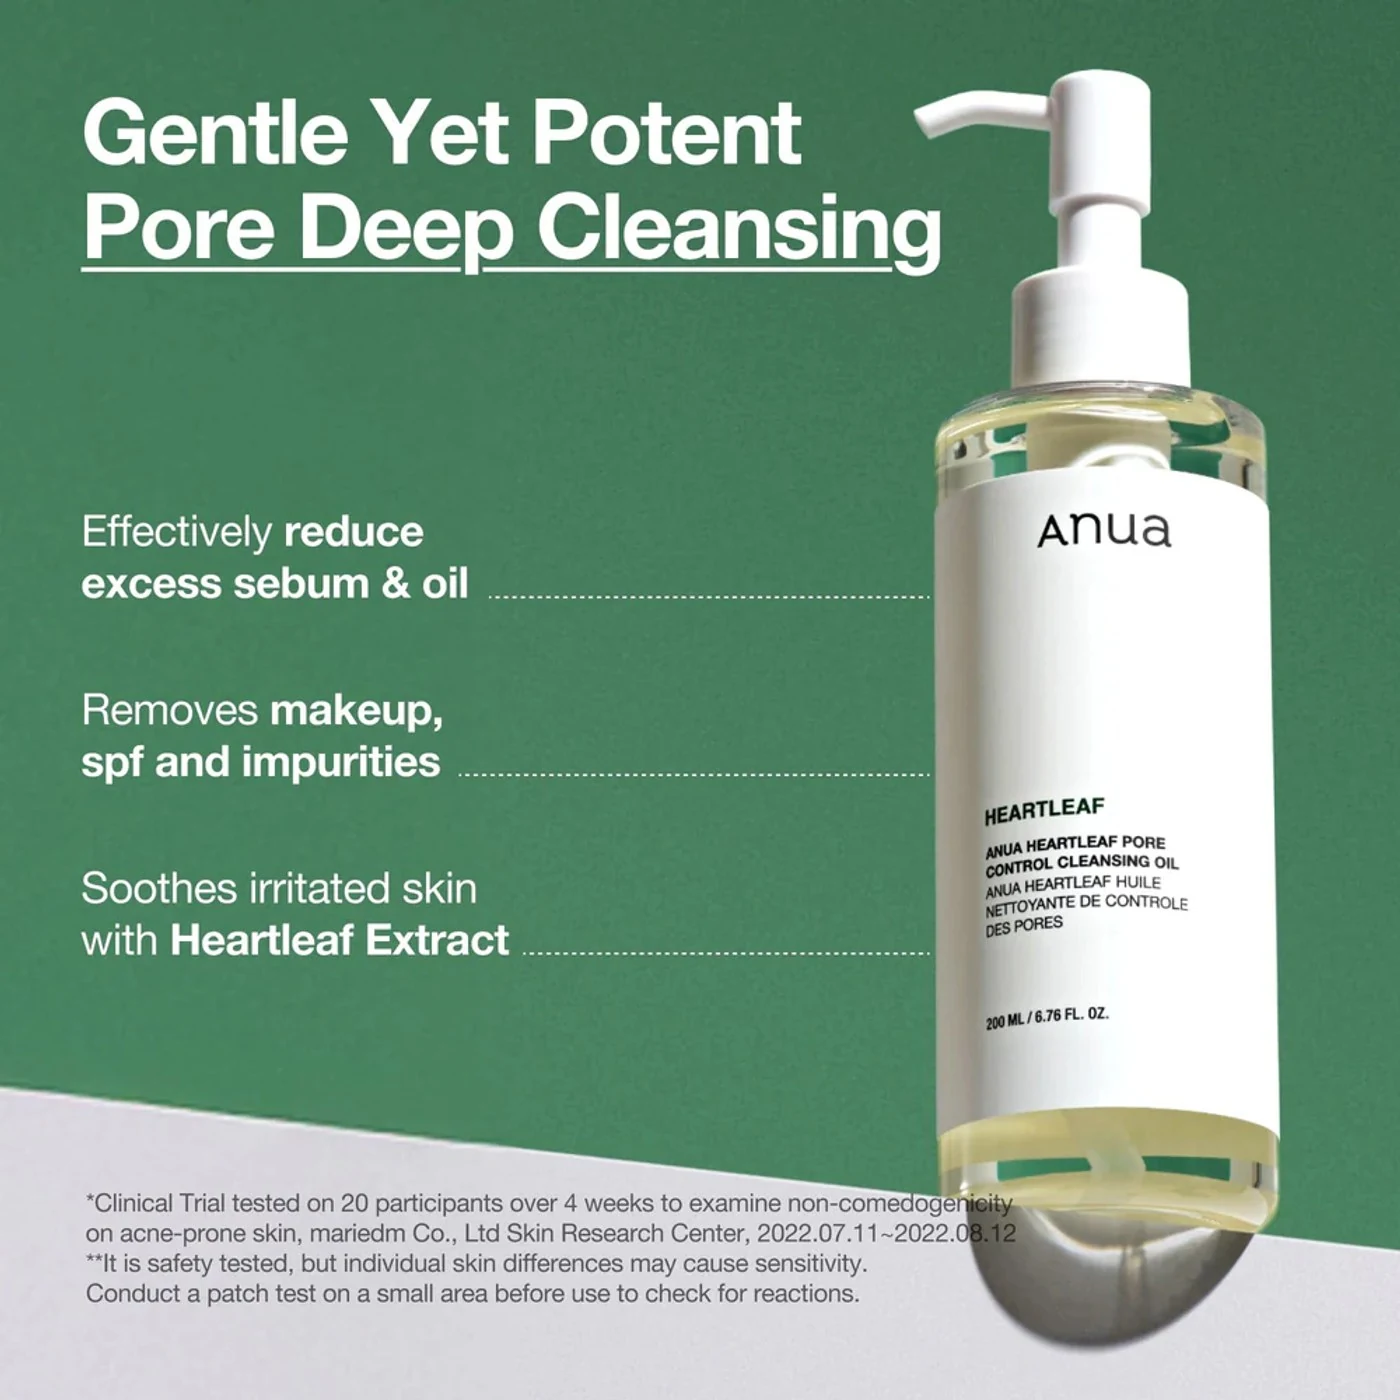 Gentle Yet Potent
Pore Deep Cleansing
Effectively reduce
excess sebum & oil
Removes makeup,
spf and impurities
Soothes irritated skin
with Heartleaf Extract
Anua
HEARTLEAF
ANUA HEARTLEAF PORE
CONTROL CLEANSING OIL
ANUA HEARTLEAF HUILE
NETTOYANTE DE CONTROLE
DES PORES
200 ML / 6.76 FL. OZ.
*Clinical Trial tested on 20 participants over 4 weeks to examine non-comedogenicity
on acne-prone skin, mariedm Co., Ltd Skin Research Center, 2022.07.11~2022.08.12
**It is safety tested, but individual skin differences may cause sensitivity.
Conduct a patch test on a small area before use to check for reactions.